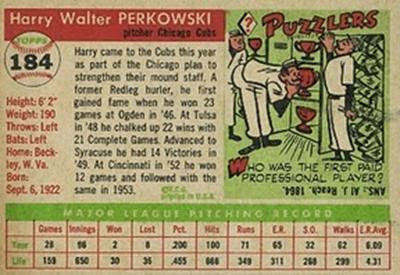 Harry Walter PERKOWSKI
pitcher Chicago Cubs
TOPPS
184
Height: 6' 2"
Weight: 190
Throws: Left
Bats: Left
Home: Beck-
ley, W. Va.
Born:
Sep. 6, 1922
Harry came to the Cubs this year
as part of the Chicago plan to
strengthen their mound staff. A
former Redleg hurler, he first
gained fame when he won 23
games at Ogden in '46. At Tulsa
in '48 he chalked up 22 wins with
21 Complete Games. Advanced to
Syracuse he had 14 Victories in
'49. At Cincinnati in '52 he won
12 games and followed with the
same in 1953.
Printed in U.S.A.
PUZZLERS
?
WHO WAS THE FIRST PAID
PROFESSIONAL PLAYER?
ANS. Al J. Reach, 1864.
MAJOR LEAGUE PITCHING RECORD
Games Innings Won Lost Pct. Hits Runs E.R. S.O. Walks E.R.Avg.
Year 28 96 2 8 .200 100 71 65 32 62 6.09
Life 159 650 30 36 .455 666 344 311 268 299 4.31